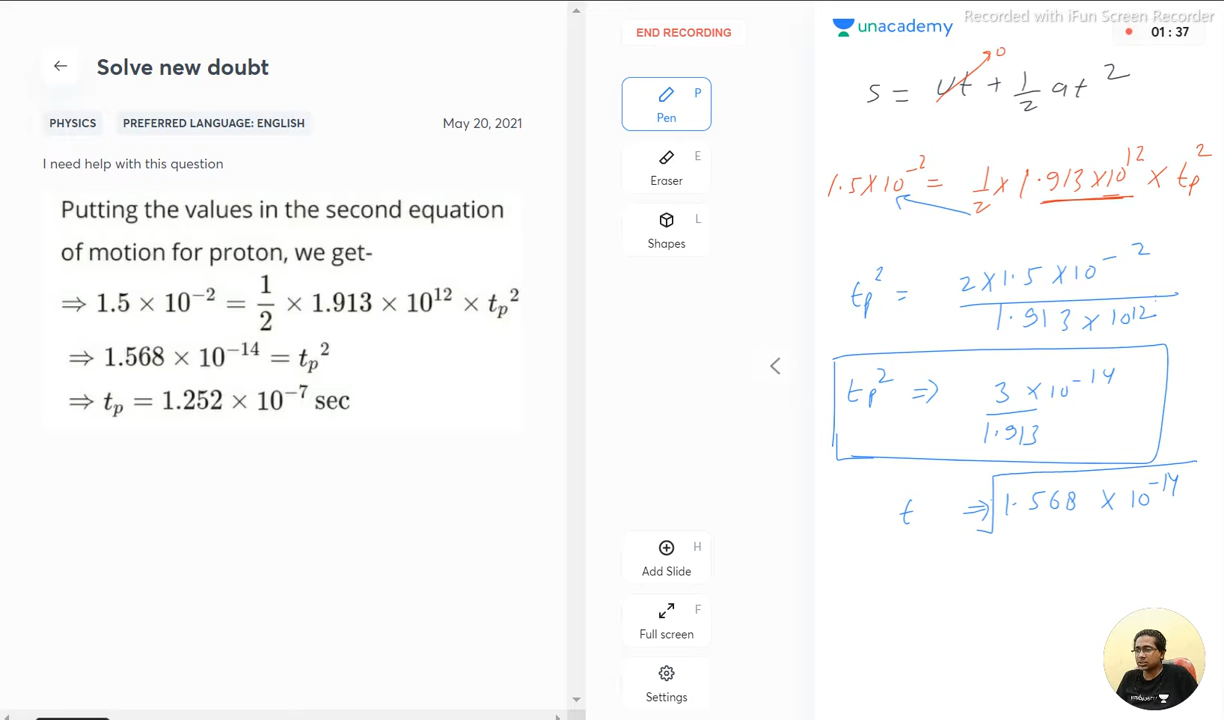 Recorded with iFun Screen Recorder
← Solve new doubt
END RECORDING
unacademy
01 : 37
PHYSICS
PREFERRED LANGUAGE: ENGLISH
May 20, 2021
I need help with this question
Putting the values in the second equation
of motion for proton, we get-
⇒ 1.5 × 10⁻² = 1/2 × 1.913 × 10¹² × tₚ²
⇒ 1.568 × 10⁻¹⁴ = tₚ²
⇒ tₚ = 1.252 × 10⁻⁷ sec
P
Pen
E
Eraser
L
Shapes
H
Add Slide
F
Full screen
Settings
s = ut + 1/2 at²
0
1.5×10⁻² = 1/2 × 1.913×10¹² × tₚ²
tₚ² = 2×1.5×10⁻² / 1.913×10¹²
tₚ² ⇒ 3/1.913 × 10⁻¹⁴
t ⇒ √1.568 × 10⁻¹⁴